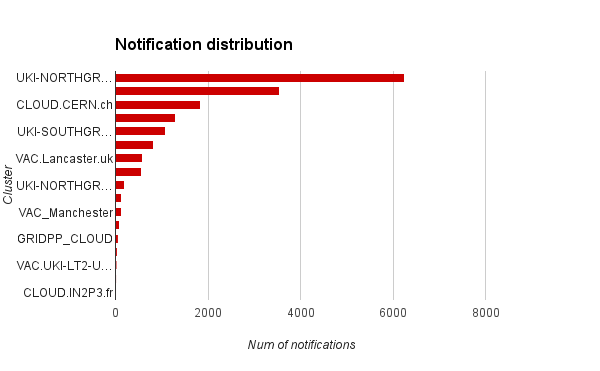 Notification distribution
UKI-NORTHGR…
CLOUD.CERN.ch
UKI-SOUTHGR…
VAC.Lancaster.uk
UKI-NORTHGR…
VAC_Manchester
GRIDPP_CLOUD
VAC.UKI-LT2-U…
CLOUD.IN2P3.fr
Cluster
0 2000 4000 6000 8000
Num of notifications